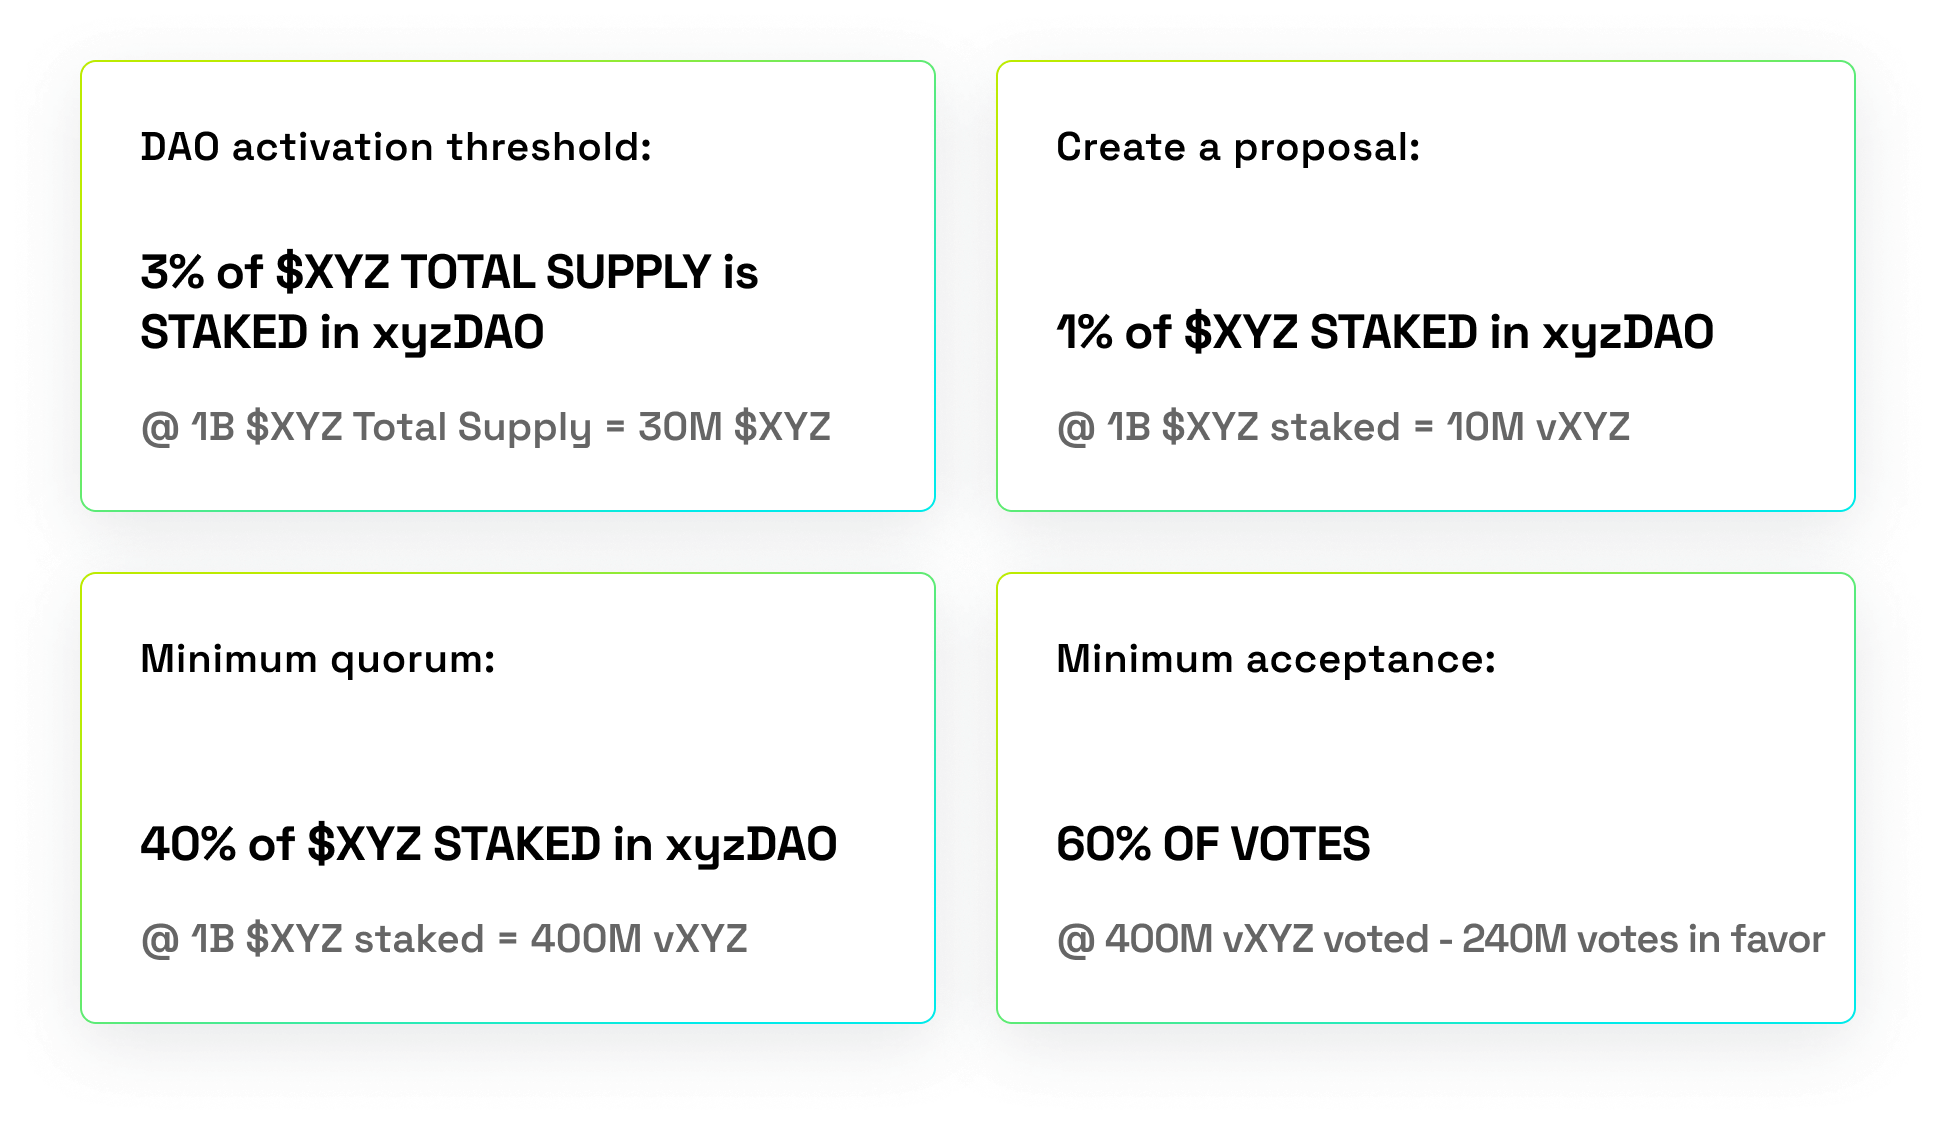 DAO activation threshold:
3% of $XYZ TOTAL SUPPLY is
STAKED in xyzDAO
@ 1B $XYZ Total Supply = 30M $XYZ
Create a proposal:
1% of $XYZ STAKED in xyzDAO
@ 1B $XYZ staked = 10M vXYZ
Minimum quorum:
40% of $XYZ STAKED in xyzDAO
@ 1B $XYZ staked = 400M vXYZ
Minimum acceptance:
60% OF VOTES
@ 400M vXYZ voted - 240M votes in favor